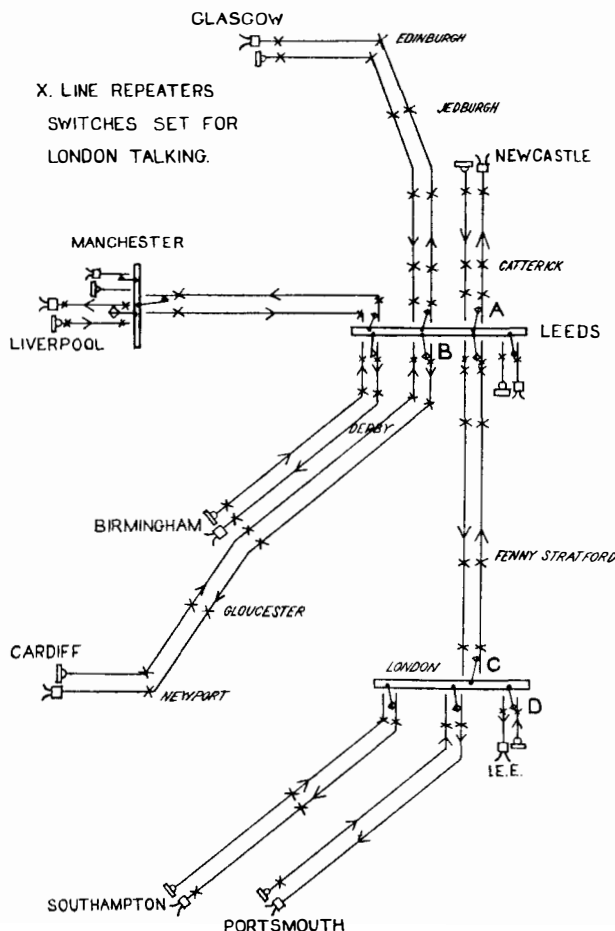 GLASGOW
EDINBURGH
X. LINE REPEATERS
SWITCHES SET FOR
LONDON TALKING.
JEDBURGH
NEWCASTLE
MANCHESTER
CATTERICK
A
LEEDS
LIVERPOOL
B
DERBY
BIRMINGHAM
FENNY STRATFORD
GLOUCESTER
CARDIFF
NEWPORT
LONDON
C
D
I.E.E.
SOUTHAMPTON
PORTSMOUTH